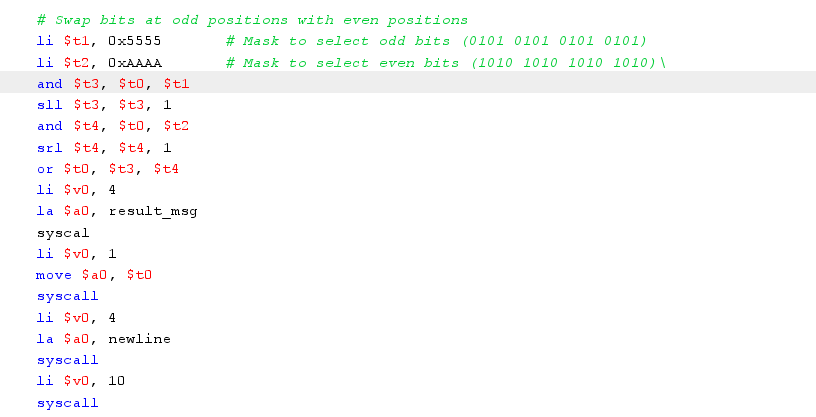 # Swap bits at odd positions with even positions
li $t1, 0x5555 # Mask to select odd bits (0101 0101 0101 0101)
li $t2, 0xAAAA # Mask to select even bits (1010 1010 1010 1010)\
and $t3, $t0, $t1
sll $t3, $t3, 1
and $t4, $t0, $t2
srl $t4, $t4, 1
or $t0, $t3, $t4
li $v0, 4
la $a0, result_msg
syscal
li $v0, 1
move $a0, $t0
syscall
li $v0, 4
la $a0, newline
syscall
li $v0, 10
syscall